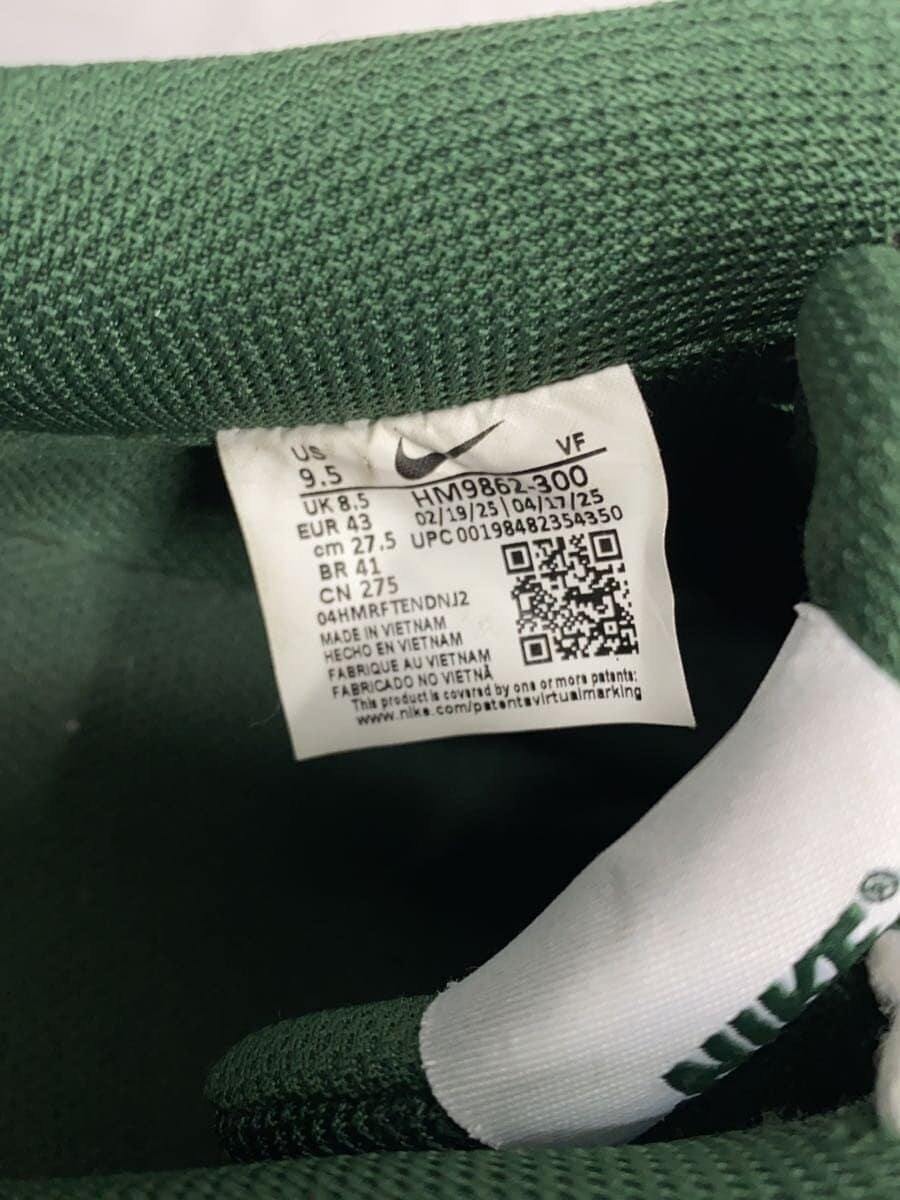 US VF
9.5 HM9862-300
UK 8.5 02/19/25 | 04/17/25
EUR 43 UPC 00198482354350
cm 27.5
BR 41
CN 275
04HMRFTENDNJ2
MADE IN VIETNAM
HECHO EN VIETNAM
FABRIQUE AU VIETNAM
FABRICADO NO VIETNÃ
This product is covered by one or more patents:
www.nike.com/patentsvirtualmarking
NIKE®